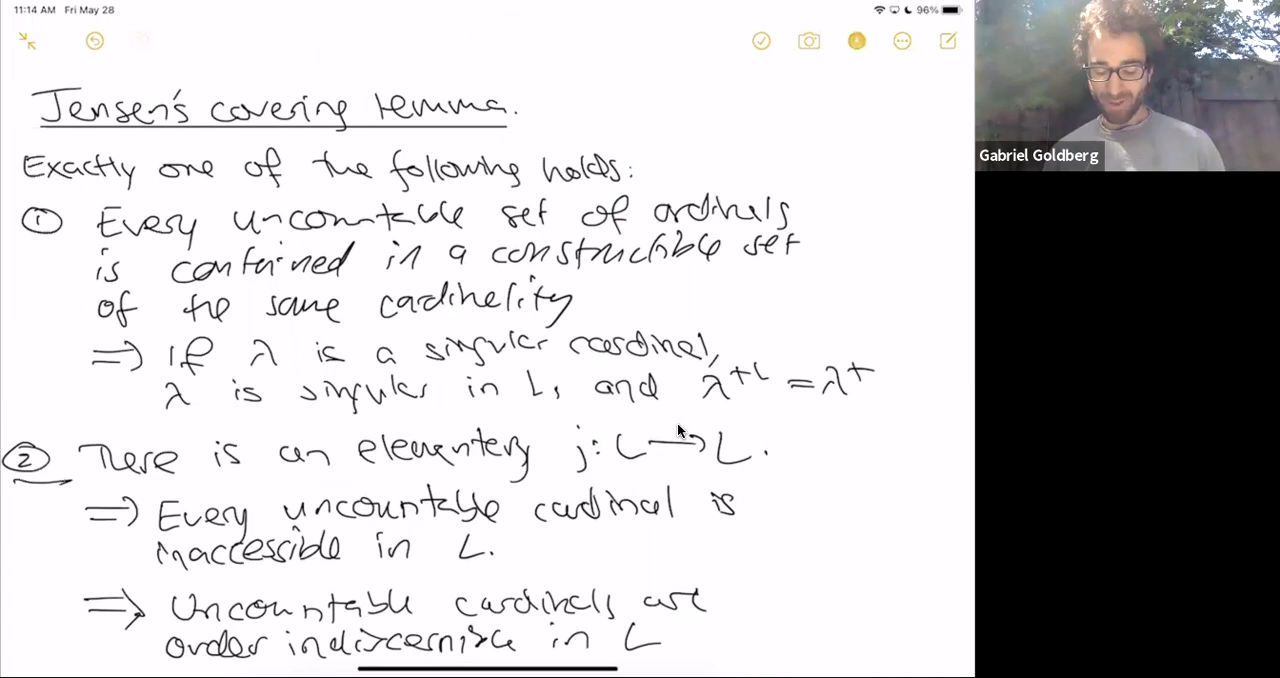 11:14 AM Fri May 28
96%
Jensen's covering lemma.
Exactly one of the following holds:
① Every uncountable set of ordinals
is contained in a constructible set
of the same cardinality
⇒ If λ is a singular cardinal,
λ is singular in L, and λ⁺ᴸ = λ⁺
② There is an elementary j: L → L.
⇒ Every uncountable cardinal is
inaccessible in L.
⇒ Uncountable cardinals are
order indiscernible in L
Gabriel Goldberg